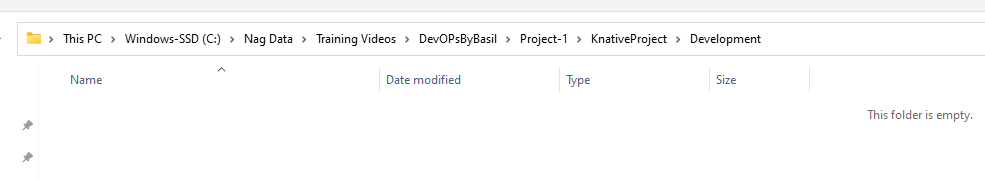 This PC > Windows-SSD (C:) > Nag Data > Training Videos > DevOPsByBasil > Project-1 > KnativeProject > Development
Name Date modified Type Size
This folder is empty.